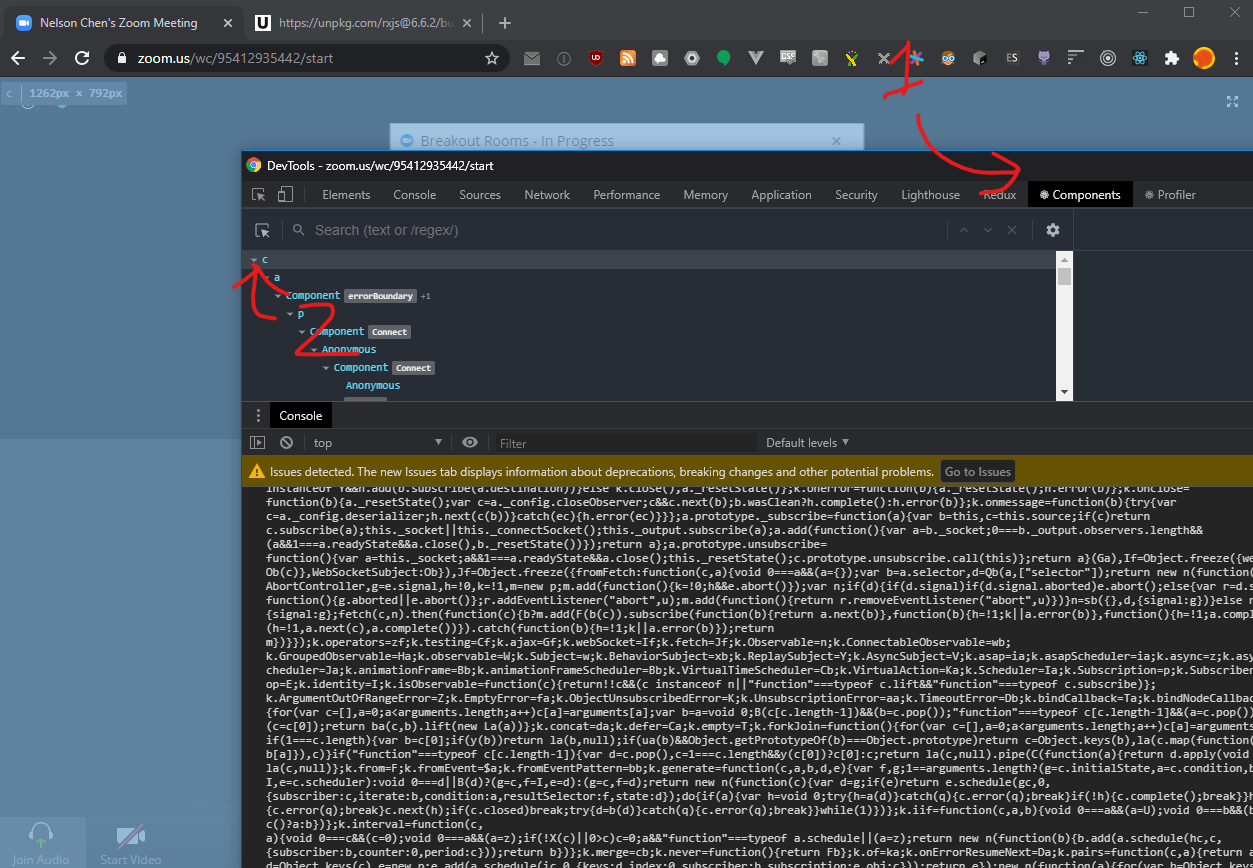 Nelson Chen's Zoom Meeting
https://unpkg.com/rxjs@6.6.2/bu
zoom.us/wc/95412935442/start
c | 1262px × 792px
1
Breakout Rooms - In Progress
DevTools - zoom.us/wc/95412935442/start
Elements Console Sources Network Performance Memory Application Security Lighthouse Redux Components Profiler
Search (text or /regex/)
c
a
Component errorBoundary +1
p
2
Component Connect
Anonymous
Component Connect
Anonymous
Console
top Filter Default levels
Issues detected. The new Issues tab displays information about deprecations, breaking changes and other potential problems. Go to Issues
instanceof Ya&&h.add(b.subscribe(a.destination))}else k.close(),a._resetState()};k.onerror=function(b){a._resetState();h.error(b)};k.onclose=
function(b){a._resetState();var c=a._config.closeObserver;c&&c.next(b);b.wasClean?h.complete():h.error(b)};k.onmessage=function(b){try{var
c=a._config.deserializer;h.next(c(b))}catch(ec){h.error(ec)}}};a.prototype._subscribe=function(a){var b=this,c=this.source;if(c)return
c.subscribe(a);this._socket||this._connectSocket();this._output.subscribe(a);a.add(function(){var a=b._socket;0===b._output.observers.length&&
(a&&1===a.readyState&&a.close(),b._resetState())});return a};a.prototype.unsubscribe=
function(){var a=this._socket;a&&1===a.readyState&&a.close();this._resetState();c.prototype.unsubscribe.call(this)};return a}(Ga),If=Object.freeze({we
Ob(c)},WebSocketSubject:Ob}),Jf=Object.freeze({fromFetch:function(c,a){void 0===a&&(a={});var b=a.selector,d=Qb(a,["selector"]);return new n(function(
AbortController,g=e.signal,h=!0,k=!1,m=new p;m.add(function(){k=!0;h&&e.abort()});var n;if(d){if(d.signal)if(d.signal.aborted)e.abort();else{var r=d.s
function(){g.aborted||e.abort()};r.addEventListener("abort",u);m.add(function(){return r.removeEventListener("abort",u)})}n=sb({},d,{signal:g})}else n
{signal:g};fetch(c,n).then(function(c){b?m.add(F(b(c)).subscribe(function(b){return a.next(b)},function(b){h=!1;k||a.error(b)},function(){h=!1;a.comp
(h=!1,a.next(c),a.complete())}).catch(function(b){h=!1;k||a.error(b)});return
m})}});k.operators=zf;k.testing=Cf;k.ajax=Gf;k.webSocket=If;k.fetch=Jf;k.Observable=n;k.ConnectableObservable=wb;
k.GroupedObservable=Ha;k.observable=W;k.Subject=w;k.BehaviorSubject=xb;k.ReplaySubject=Y;k.AsyncSubject=V;k.asap=ia;k.asapScheduler=ia;k.async=z;k.asy
cheduler=Ja;k.animationFrame=Bb;k.animationFrameScheduler=Bb;k.VirtualTimeScheduler=Cb;k.VirtualAction=Ka;k.Scheduler=Ia;k.Subscription=p;k.Subscriber
op=E;k.identity=I;k.isObservable=function(c){return!!c&&(c instanceof n||"function"===typeof c.lift&&"function"===typeof c.subscribe)};
k.ArgumentOutOfRangeError=Z;k.EmptyError=fa;k.ObjectUnsubscribedError=K;k.UnsubscriptionError=aa;k.TimeoutError=Db;k.bindCallback=Ta;k.bindNodeCallbac
{for(var c=[],a=0;a<arguments.length;a++)c[a]=arguments[a];var b=a=void 0;B(c[c.length-1])&&(b=c.pop());"function"===typeof c[c.length-1]&&(a=c.pop())
(c=c[0]);return ba(c,b).lift(new La(a))};k.concat=da;k.defer=Ca;k.empty=T;k.forkJoin=function(){for(var c=[],a=0;a<arguments.length;a++)c[a]=arguments
if(1===c.length){var b=c[0];if(y(b))return la(b,null);if(ua(b)&&Object.getPrototypeOf(b)===Object.prototype)return c=Object.keys(b),la(c.map(function(
b[a]}),c)}if("function"===typeof c[c.length-1]){var d=c.pop(),c=1===c.length&&y(c[0])?c[0]:c;return la(c,null).pipe(C(function(a){return d.apply(void
la(c,null)};k.from=F;k.fromEvent=$a;k.fromEventPattern=bb;k.generate=function(c,a,b,d,e){var f,g;1==arguments.length?(g=c.initialState,a=c.condition,b
I,e=c.scheduler):void 0===d||B(d)?(g=c,f=I,e=d):(g=c,f=d);return new n(function(c){var d=g;if(e)return e.schedule(gc,0,
{subscriber:c,iterate:b,condition:a,resultSelector:f,state:d});do{if(a){var h=void 0;try{h=a(d)}catch(q){c.error(q);break}if(!h){c.complete();break}}h
{c.error(q);break}c.next(h);if(c.closed)break;try{d=b(d)}catch(q){c.error(q);break}}while(1)})};k.iif=function(c,a,b){void 0===a&&(a=U);void 0===b&&(b
c()?a:b})};k.interval=function(c,
a){void 0===c&&(c=0);void 0===a&&(a=z);if(!X(c)||0>c)c=0;a&&"function"===typeof a.schedule||(a=z);return new n(function(b){b.add(a.schedule(hc,c,
{subscriber:b,counter:0,period:c}));return b})};k.merge=cb;k.never=function(){return Fb};k.of=ka;k.onErrorResumeNext=Da;k.pairs=function(c,a){return
Join Audio
Start Video